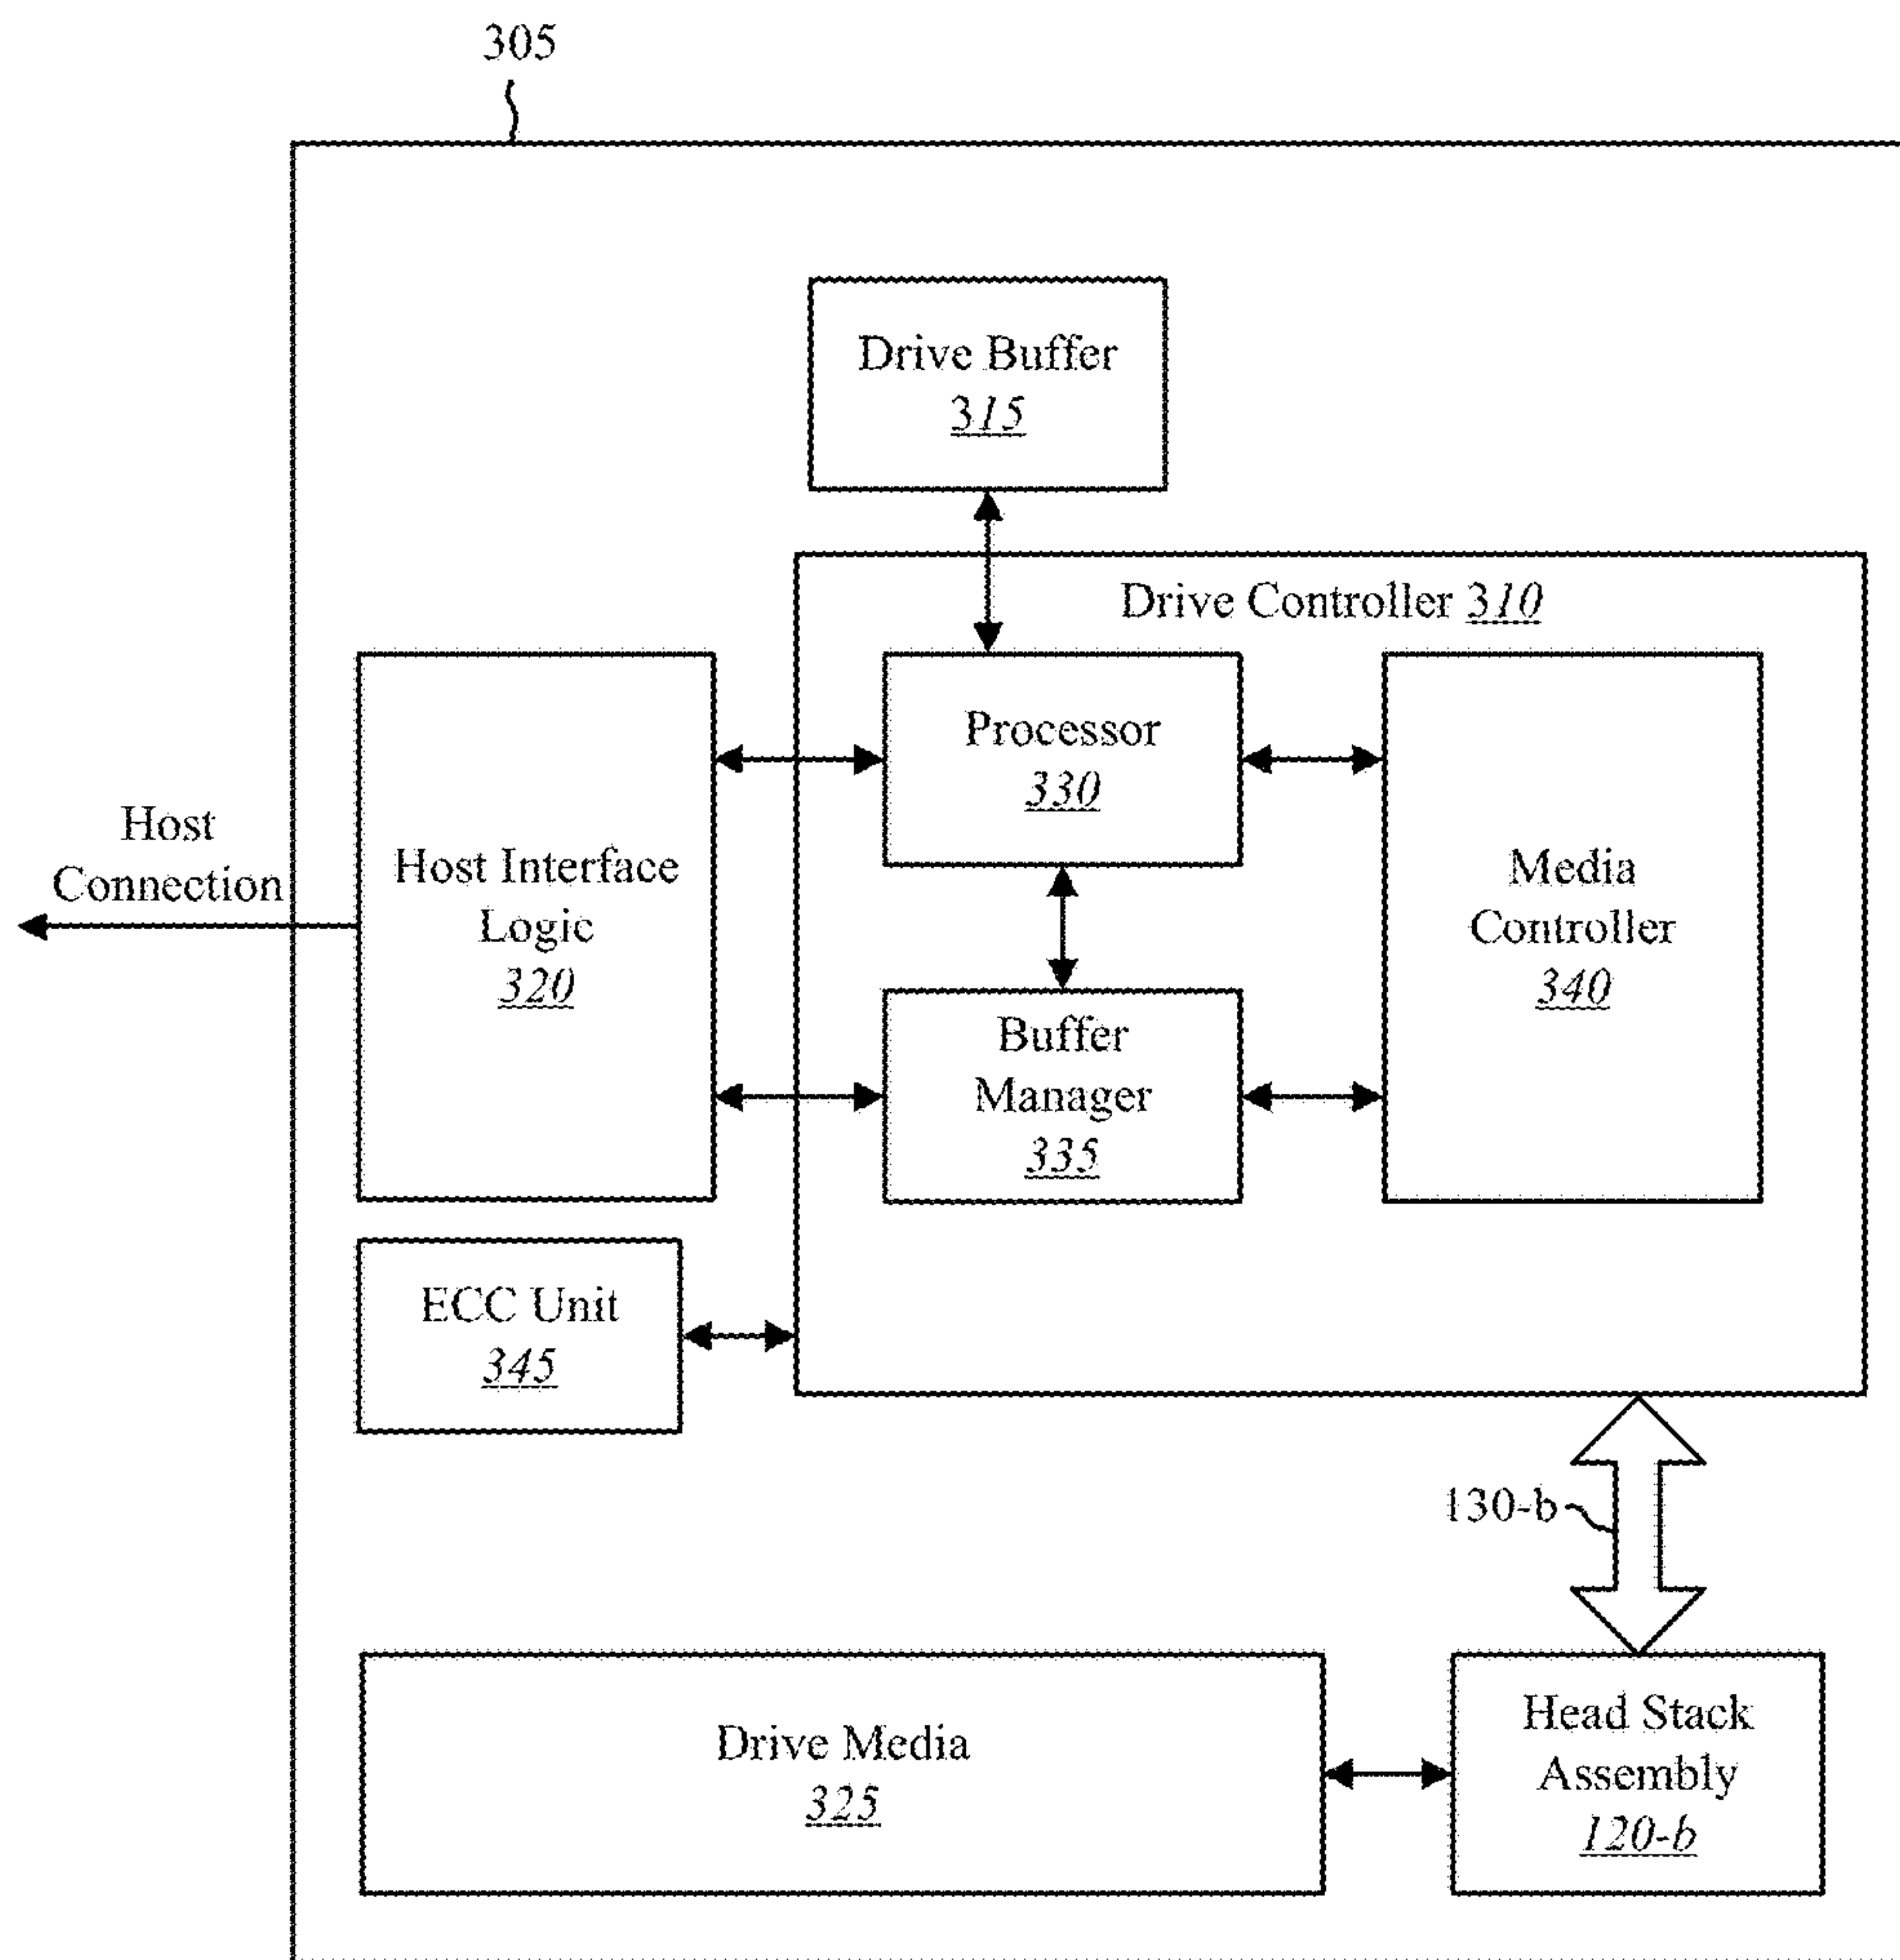 305
Drive Buffer
315
Drive Controller 310
Processor
330
Host
Connection
Host Interface
Logic
320
Media
Controller
340
Buffer
Manager
335
ECC Unit
345
130-b
Drive Media
325
Head Stack
Assembly
120-b